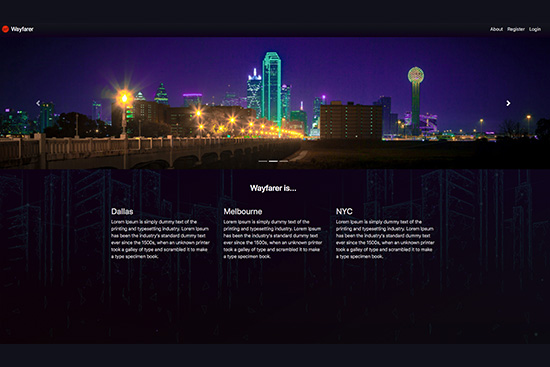 Wayfarer
About Register Login
Wayfarer is...
Dallas
Lorem Ipsum is simply dummy text of the
printing and typesetting industry. Lorem Ipsum
has been the industry's standard dummy text
ever since the 1500s, when an unknown printer
took a galley of type and scrambled it to make
a type specimen book.
Melbourne
Lorem Ipsum is simply dummy text of the
printing and typesetting industry. Lorem Ipsum
has been the industry's standard dummy text
ever since the 1500s, when an unknown printer
took a galley of type and scrambled it to make
a type specimen book.
NYC
Lorem Ipsum is simply dummy text of the
printing and typesetting industry. Lorem Ipsum
has been the industry's standard dummy text
ever since the 1500s, when an unknown printer
took a galley of type and scrambled it to make
a type specimen book.